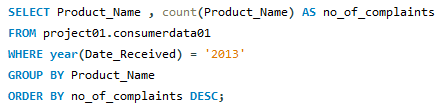 SELECT Product_Name , count(Product_Name) AS no_of_complaints
FROM project01.consumerdata01
WHERE year(Date_Received) = '2013'
GROUP BY Product_Name
ORDER BY no_of_complaints DESC;